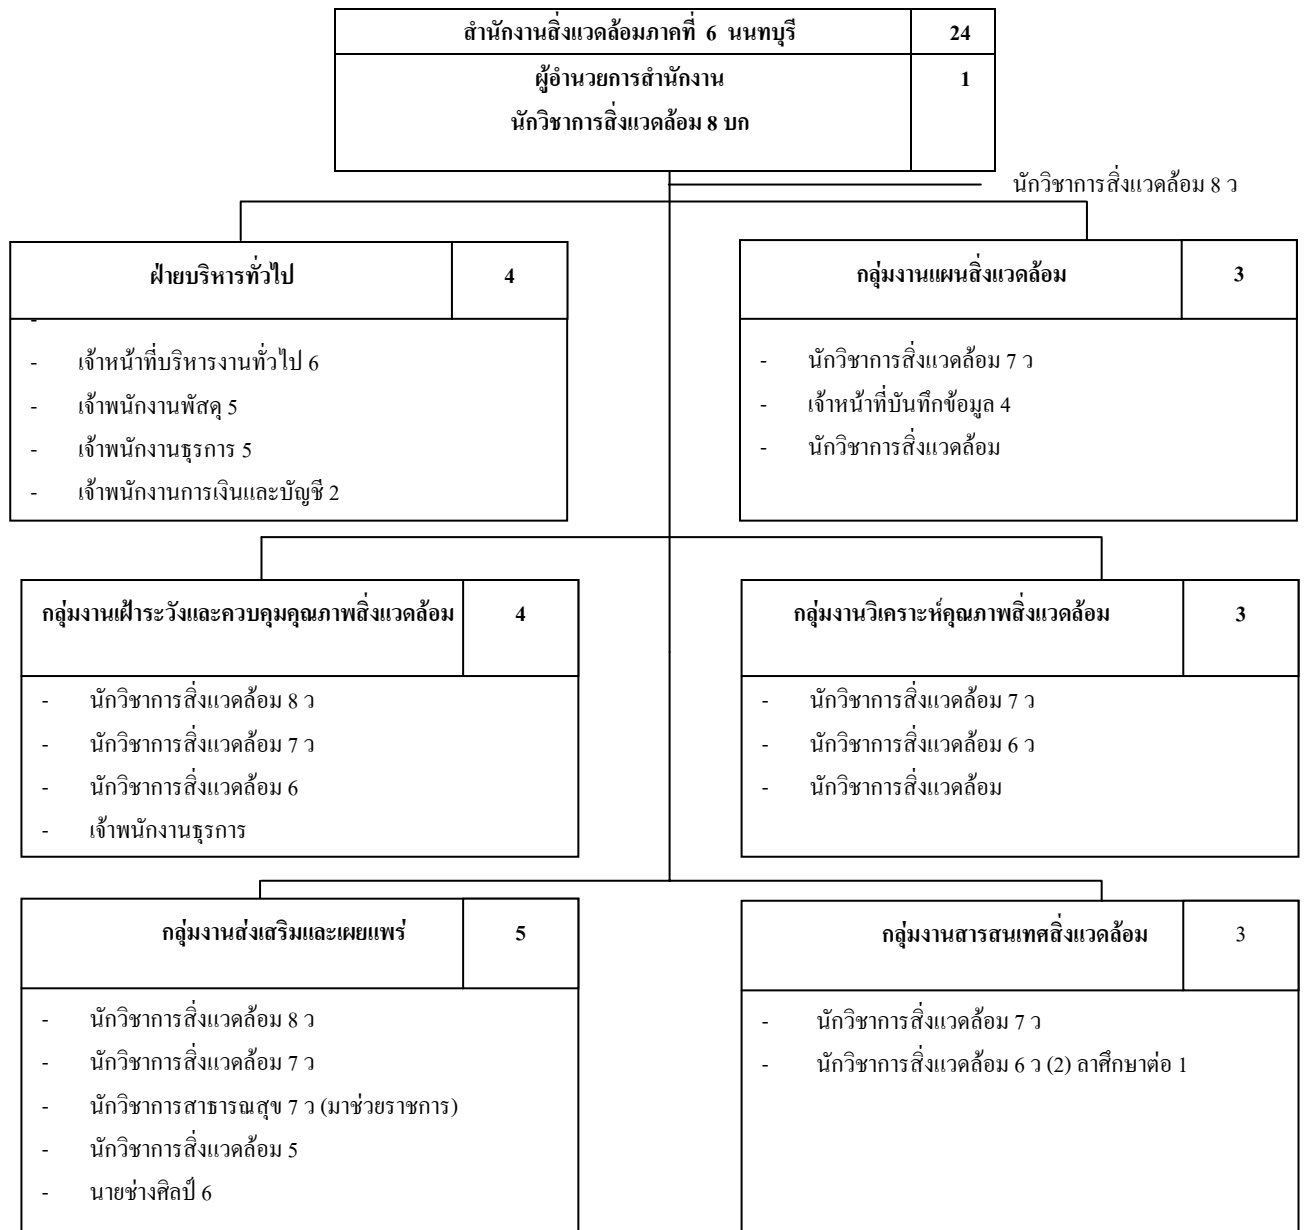 สำนักงานสิ่งแวดล้อมภาคที่ 6 นนทบุรี 24
ผู้อำนวยการสำนักงาน 1
นักวิชาการสิ่งแวดล้อม 8 บก
นักวิชาการสิ่งแวดล้อม 8 ว
ฝ่ายบริหารทั่วไป 4
-
- เจ้าหน้าที่บริหารงานทั่วไป 6
- เจ้าพนักงานพัสดุ 5
- เจ้าพนักงานธุรการ 5
- เจ้าพนักงานการเงินและบัญชี 2
กลุ่มงานแผนสิ่งแวดล้อม 3
- นักวิชาการสิ่งแวดล้อม 7 ว
- เจ้าหน้าที่บันทึกข้อมูล 4
- นักวิชาการสิ่งแวดล้อม
กลุ่มงานเฝ้าระวังและควบคุมคุณภาพสิ่งแวดล้อม 4
- นักวิชาการสิ่งแวดล้อม 8 ว
- นักวิชาการสิ่งแวดล้อม 7 ว
- นักวิชาการสิ่งแวดล้อม 6
- เจ้าพนักงานธุรการ
กลุ่มงานวิเคราะห์คุณภาพสิ่งแวดล้อม 3
- นักวิชาการสิ่งแวดล้อม 7 ว
- นักวิชาการสิ่งแวดล้อม 6 ว
- นักวิชาการสิ่งแวดล้อม
กลุ่มงานส่งเสริมและเผยแพร่ 5
- นักวิชาการสิ่งแวดล้อม 8 ว
- นักวิชาการสิ่งแวดล้อม 7 ว
- นักวิชาการสาธารณสุข 7 ว (มาช่วยราชการ)
- นักวิชาการสิ่งแวดล้อม 5
- นายช่างศิลป์ 6
กลุ่มงานสารสนเทศสิ่งแวดล้อม 3
- นักวิชาการสิ่งแวดล้อม 7 ว
- นักวิชาการสิ่งแวดล้อม 6 ว (2) ลาศึกษาต่อ 1